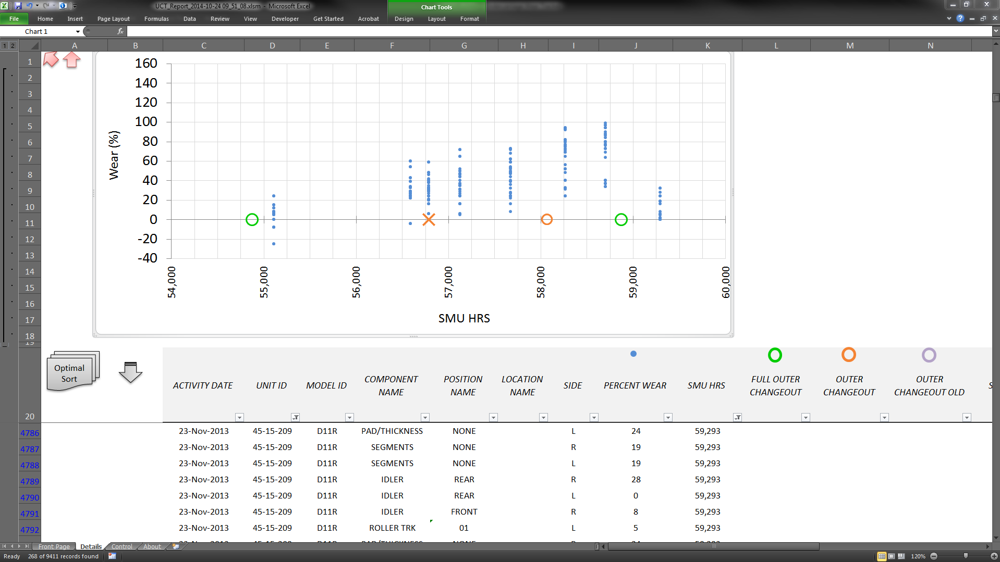 UCT_Report_2014-10-24 09_51_08.xlsm - Microsoft Excel
Chart Tools
File Home Insert Page Layout Formulas Data Review View Developer Get Started Acrobat Design Layout Format
Chart 1 fx
1 2 A B C D E F G H I J K L M N
1
2
3
4
5
6
7
8
9
10
11
12
13
14
15
16
17
18
19
20
160
140
120
100
80
60
40
20
0
-20
-40
Wear (%)
54,000 55,000 56,000 57,000 58,000 59,000 60,000
SMU HRS
Optimal
Sort
ACTIVITY DATE UNIT ID MODEL ID COMPONENT NAME POSITION NAME LOCATION NAME SIDE PERCENT WEAR SMU HRS FULL OUTER CHANGEOUT OUTER CHANGEOUT OUTER CHANGEOUT OLD S
4786 23-Nov-2013 45-15-209 D11R PAD/THICKNESS NONE L 24 59,293
4787 23-Nov-2013 45-15-209 D11R SEGMENTS NONE R 19 59,293
4788 23-Nov-2013 45-15-209 D11R SEGMENTS NONE L 19 59,293
4789 23-Nov-2013 45-15-209 D11R IDLER REAR R 28 59,293
4790 23-Nov-2013 45-15-209 D11R IDLER REAR L 0 59,293
4791 23-Nov-2013 45-15-209 D11R IDLER FRONT R 8 59,293
4792 23-Nov-2013 45-15-209 D11R ROLLER TRK 01 L 5 59,293
Front Page Details Control About
Ready 268 of 9411 records found 120%